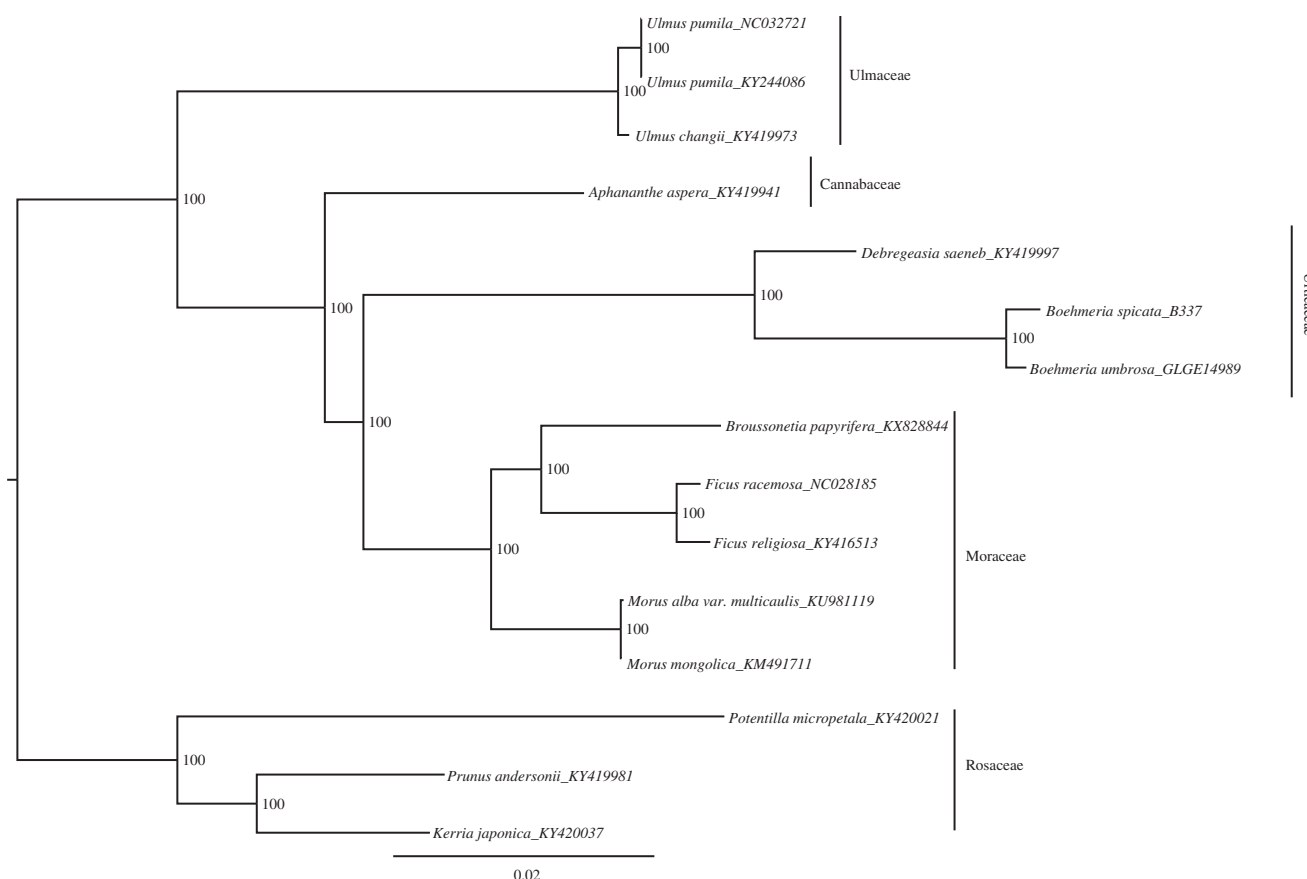 Ulmus pumila_NC032721
100
Ulmus pumila_KY244086
100
Ulmaceae
Ulmus changii_KY419973
Aphananthe aspera_KY419941
Cannabaceae
100
Debregeasia saeneb_KY419997
100
Boehmeria spicata_B337
100
100
Boehmeria umbrosa_GLGE14989
100
Broussonetia papyrifera_KX828844
100
Ficus racemosa_NC028185
100
Ficus religiosa_KY416513
100
Moraceae
Morus alba var. multicaulis_KU981119
100
Morus mongolica_KM491711
Potentilla micropetala_KY420021
100
Rosaceae
Prunus andersonii_KY419981
100
Kerria japonica_KY420037
0.02